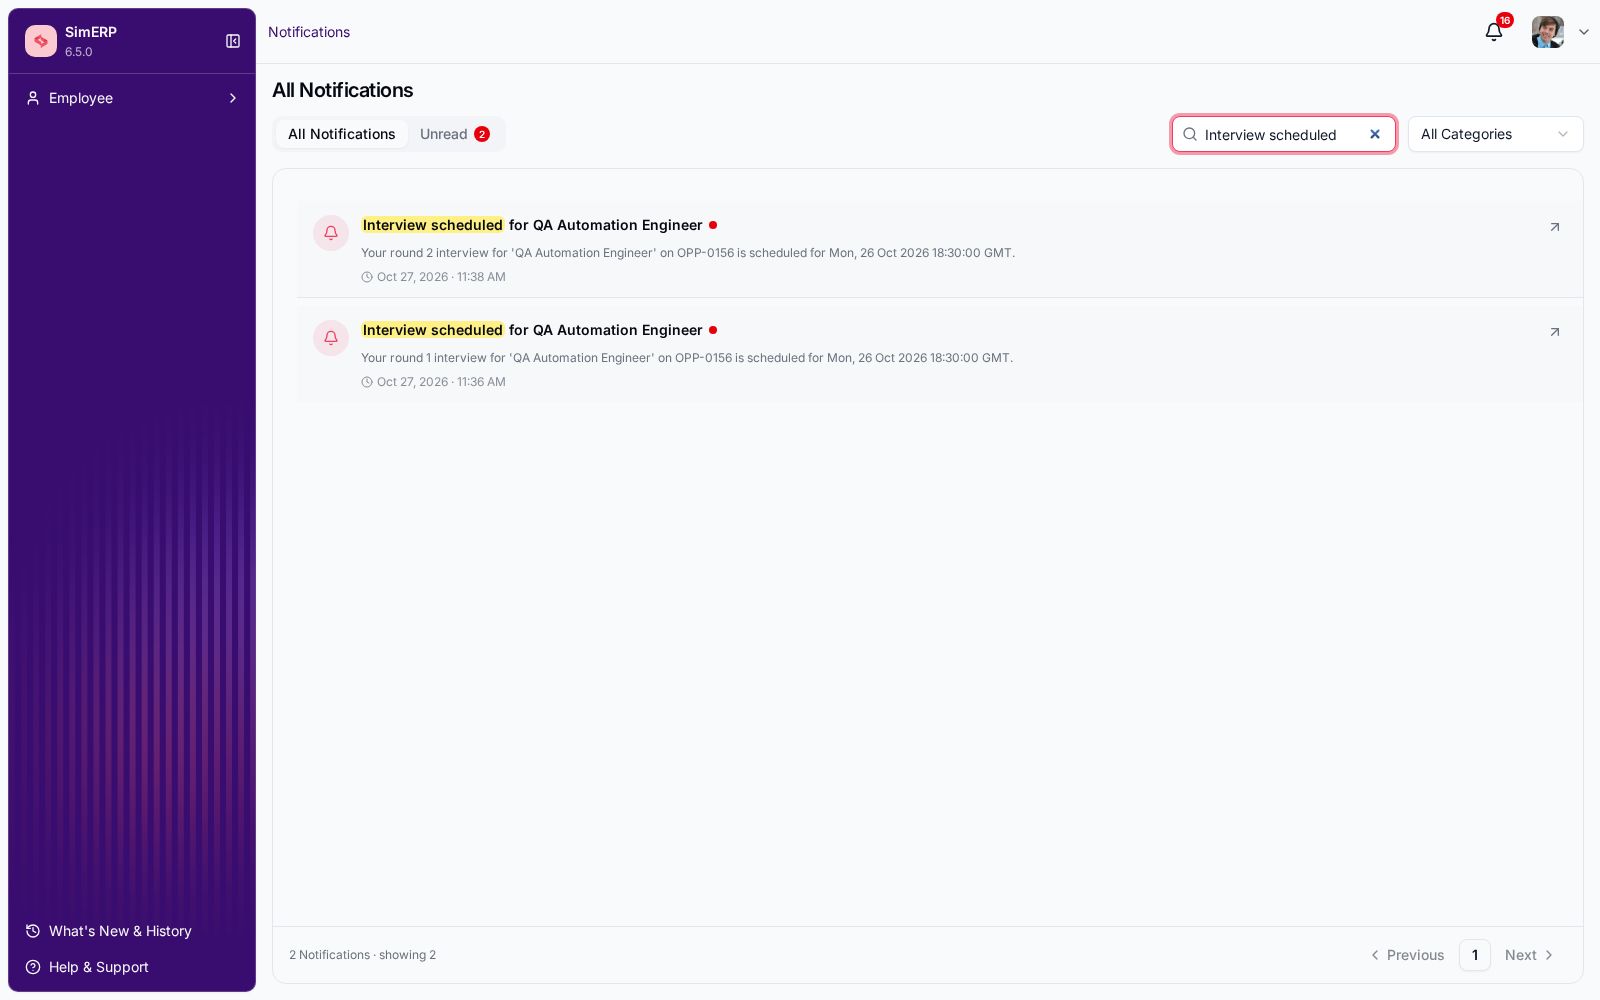 SimERP
6.5.0
Employee
What's New & History
Help & Support
Notifications
16
All Notifications
All Notifications
Unread 2
Interview scheduled
All Categories
Interview scheduled for QA Automation Engineer
Your round 2 interview for 'QA Automation Engineer' on OPP-0156 is scheduled for Mon, 26 Oct 2026 18:30:00 GMT.
Oct 27, 2026 · 11:38 AM
Interview scheduled for QA Automation Engineer
Your round 1 interview for 'QA Automation Engineer' on OPP-0156 is scheduled for Mon, 26 Oct 2026 18:30:00 GMT.
Oct 27, 2026 · 11:36 AM
2 Notifications · showing 2
Previous 1 Next